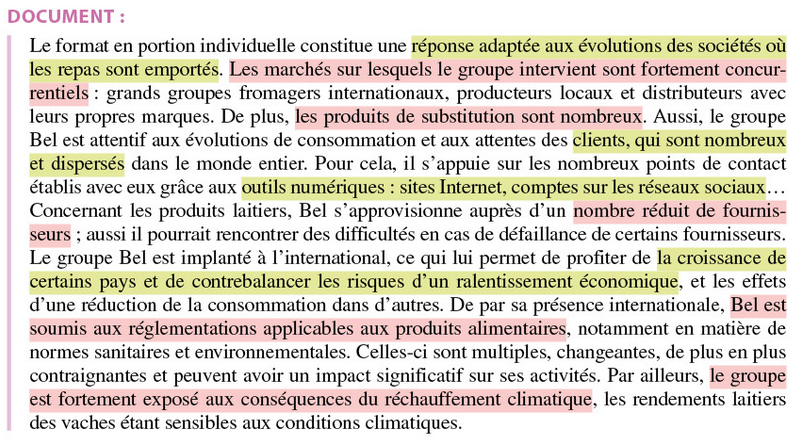 DOCUMENT :
Le format en portion individuelle constitue une réponse adaptée aux évolutions des sociétés où
les repas sont emportés. Les marchés sur lesquels le groupe intervient sont fortement concur-
rentiels : grands groupes fromagers internationaux, producteurs locaux et distributeurs avec
leurs propres marques. De plus, les produits de substitution sont nombreux. Aussi, le groupe
Bel est attentif aux évolutions de consommation et aux attentes des clients, qui sont nombreux
et dispersés dans le monde entier. Pour cela, il s’appuie sur les nombreux points de contact
établis avec eux grâce aux outils numériques : sites Internet, comptes sur les réseaux sociaux…
Concernant les produits laitiers, Bel s’approvisionne auprès d’un nombre réduit de fournis-
seurs ; aussi il pourrait rencontrer des difficultés en cas de défaillance de certains fournisseurs.
Le groupe Bel est implanté à l’international, ce qui lui permet de profiter de la croissance de
certains pays et de contrebalancer les risques d’un ralentissement économique, et les effets
d’une réduction de la consommation dans d’autres. De par sa présence internationale, Bel est
soumis aux réglementations applicables aux produits alimentaires, notamment en matière de
normes sanitaires et environnementales. Celles-ci sont multiples, changeantes, de plus en plus
contraignantes et peuvent avoir un impact significatif sur ses activités. Par ailleurs, le groupe
est fortement exposé aux conséquences du réchauffement climatique, les rendements laitiers
des vaches étant sensibles aux conditions climatiques.